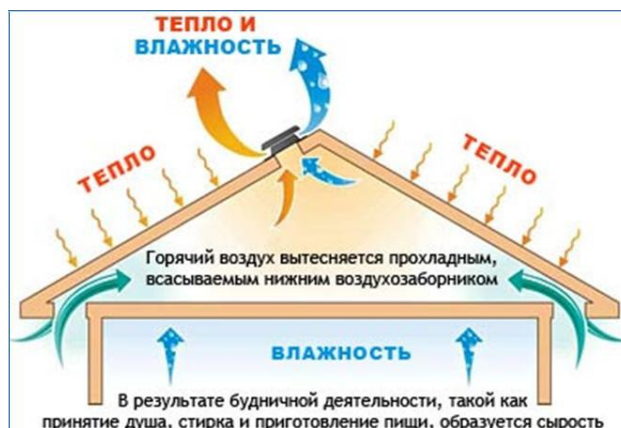 ТЕПЛО И
ВЛАЖНОСТЬ
ТЕПЛО
ТЕПЛО
Горячий воздух вытесняется прохладным,
всасываемым нижним воздухозаборником
ВЛАЖНОСТЬ
В результате будничной деятельности, такой как
принятие душа, стирка и приготовление пищи, образуется сырость